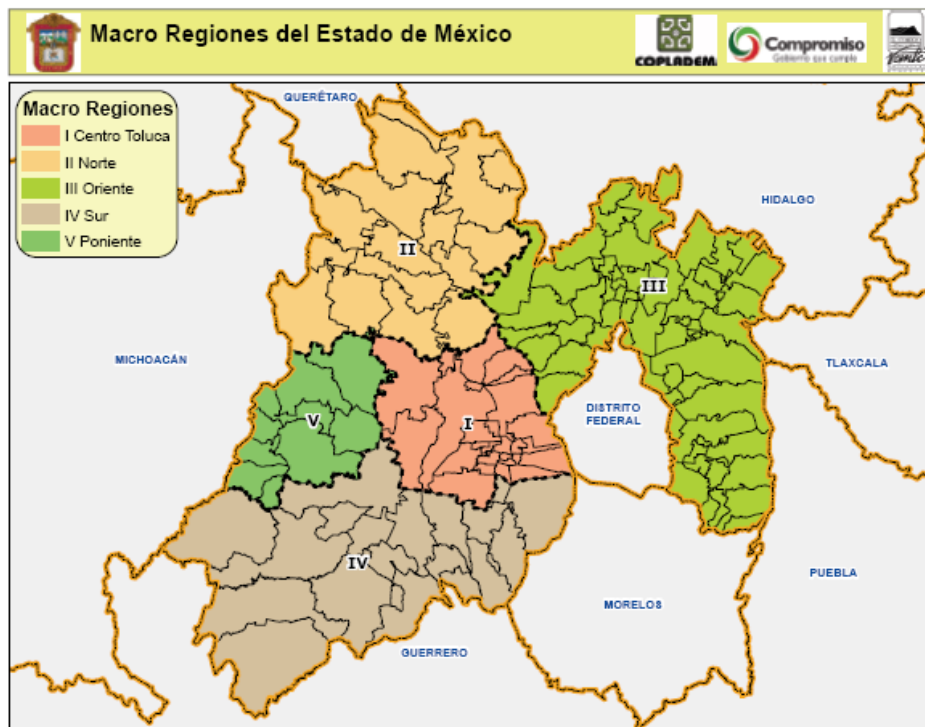 Macro Regiones del Estado de México
COPLADEM
Compromiso
Gobierno que cumple
Macro Regiones
I Centro Toluca
II Norte
III Oriente
IV Sur
V Poniente
QUERÉTARO
HIDALGO
II
III
MICHOACÁN
TLAXCALA
DISTRITO
FEDERAL
V
I
IV
PUEBLA
MORELOS
GUERRERO